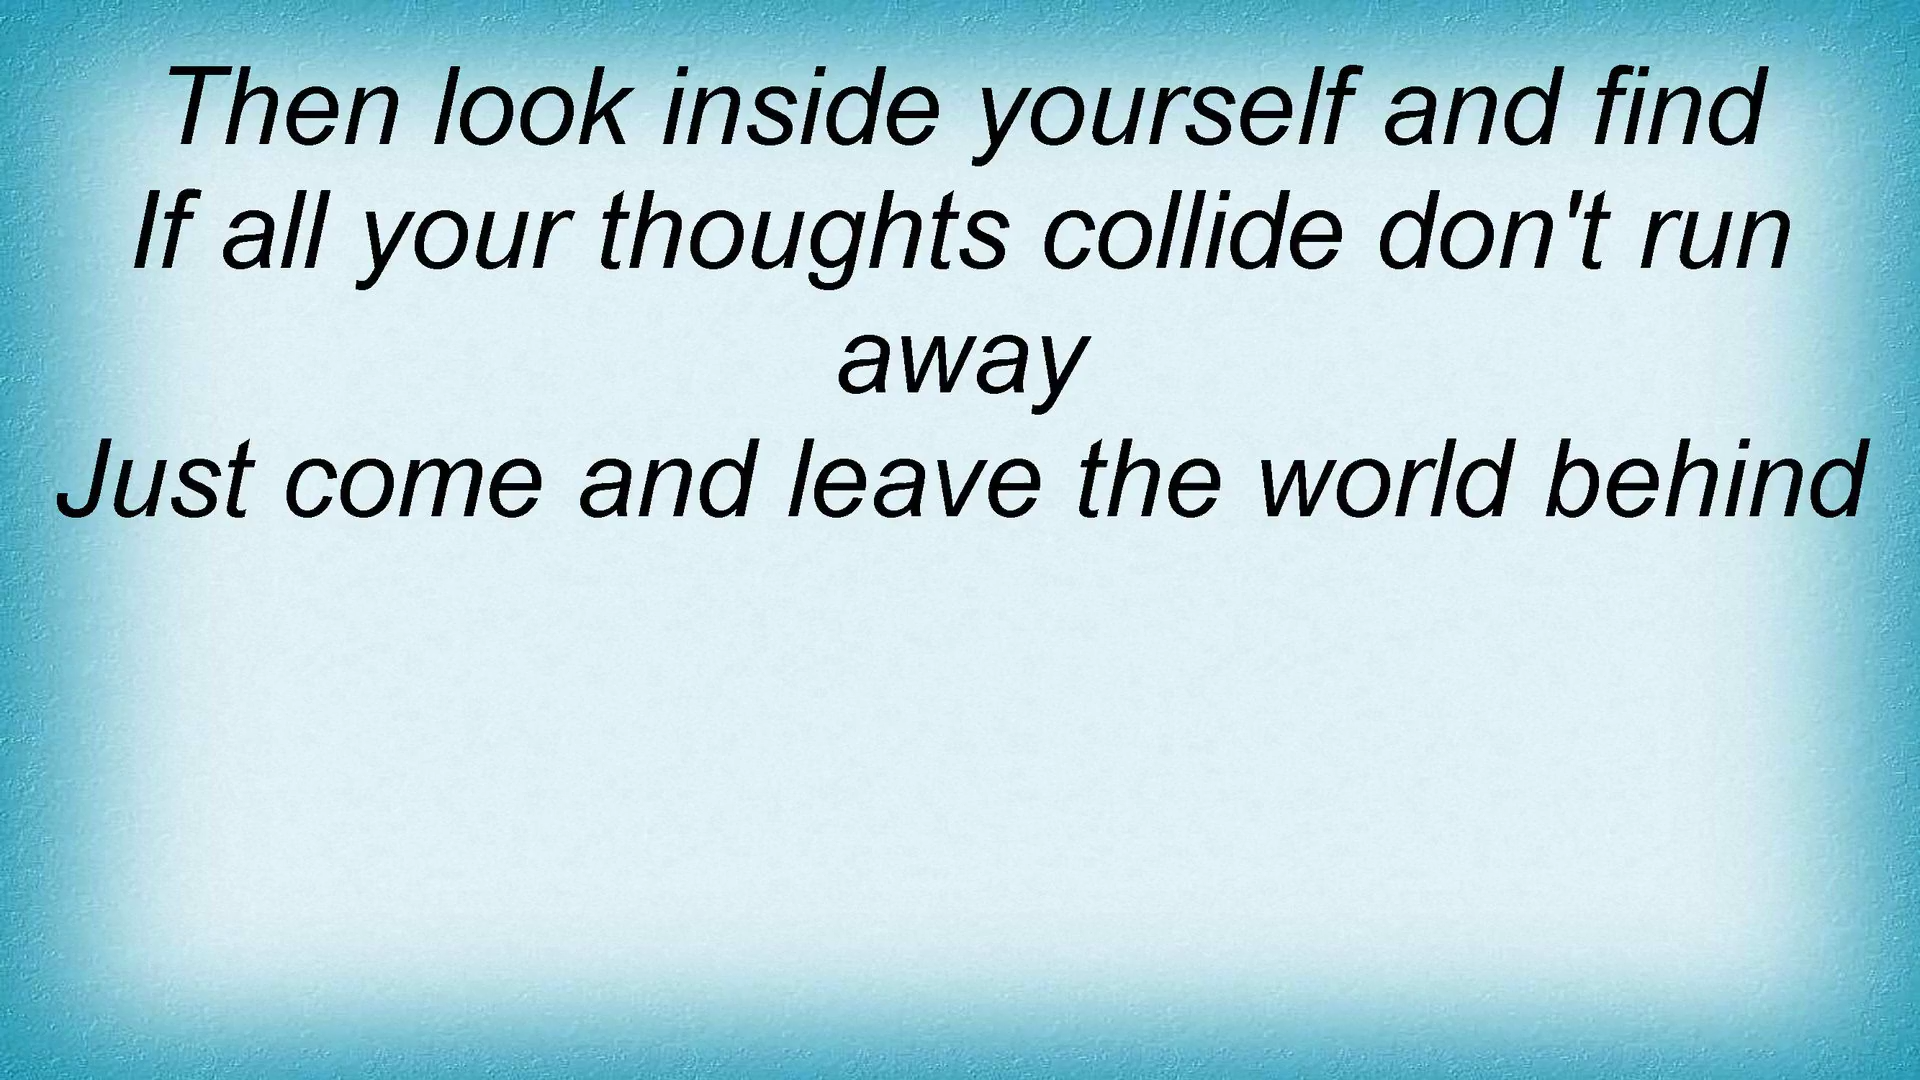 Then look inside yourself and find
If all your thoughts collide don't run
away
Just come and leave the world behind